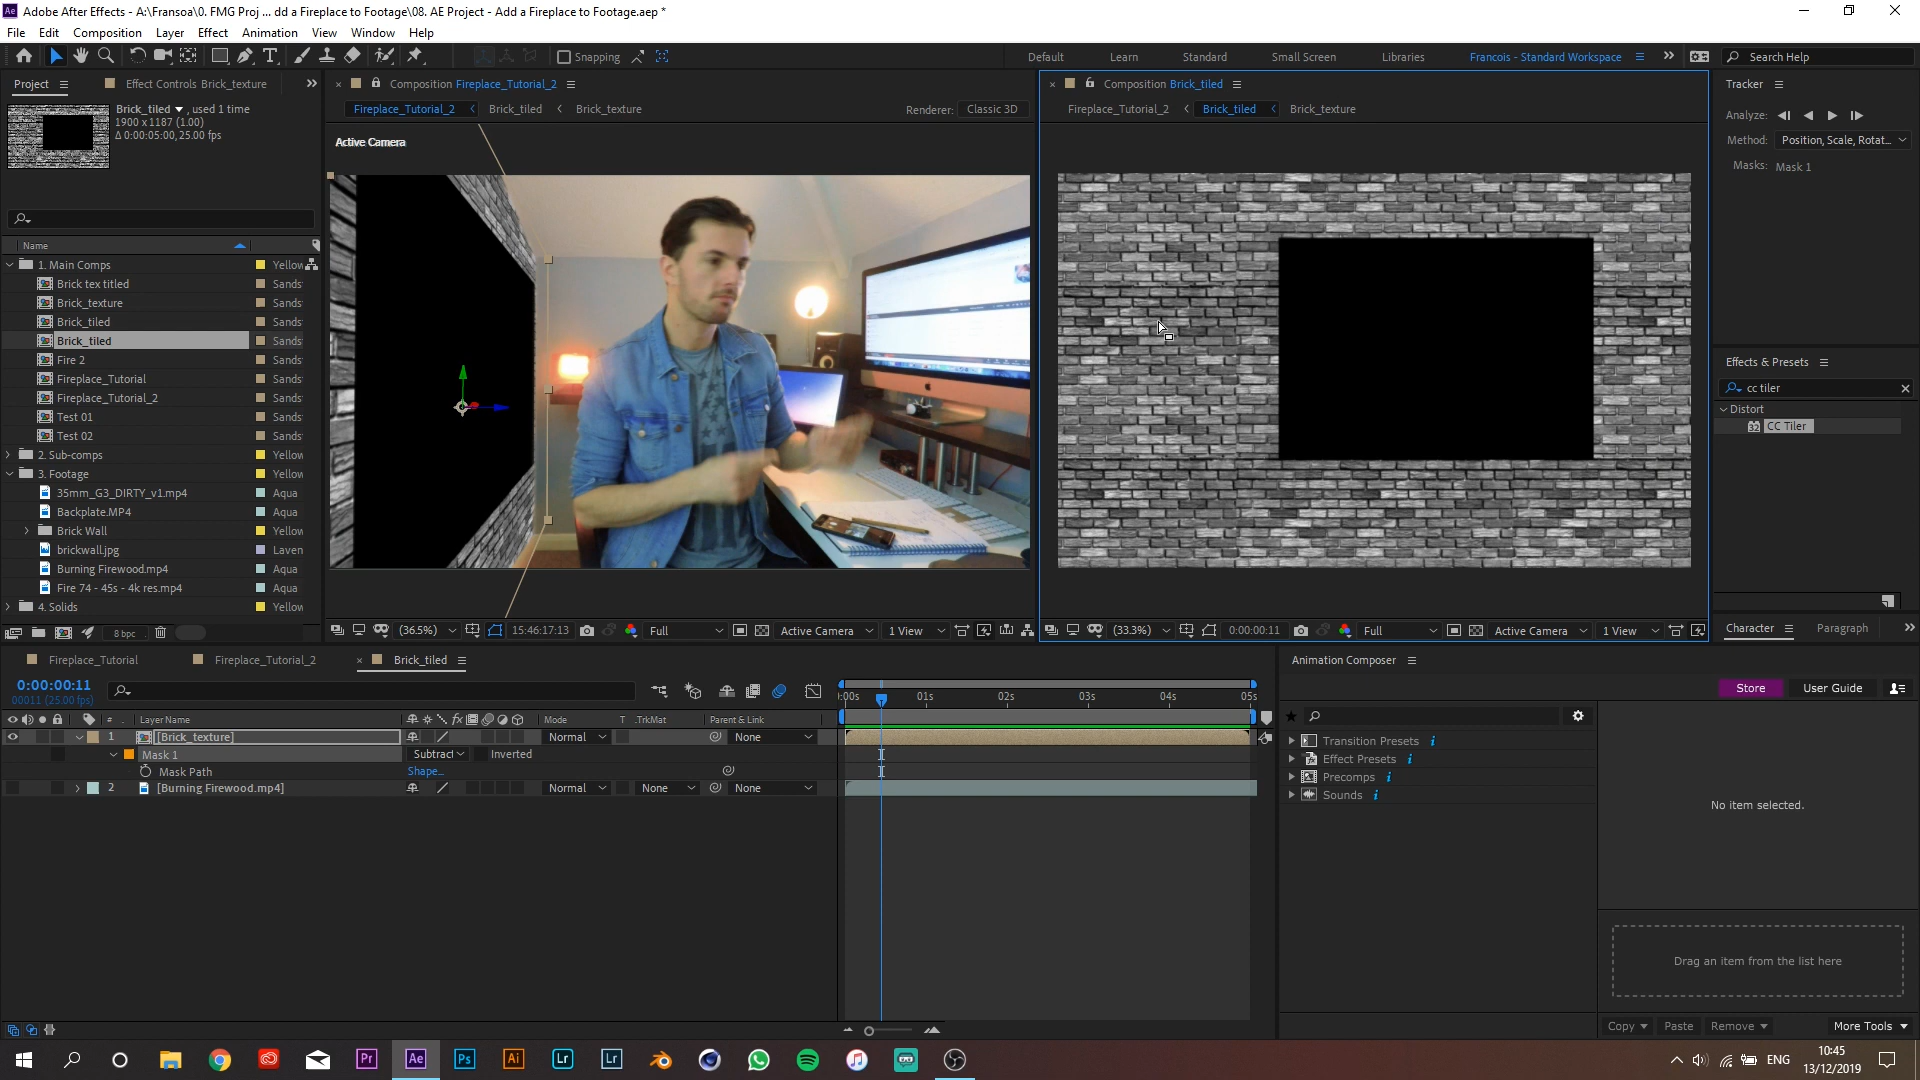 Adobe After Effects - A:\Fransoa\0. FMG Proj ... dd a Fireplace to Footage\08. AE Project - Add a Fireplace to Footage.aep *
File Edit Composition Layer Effect Animation View Window Help
Snapping
Default Learn Standard Small Screen Libraries Francois - Standard Workspace Search Help
Project Effect Controls Brick_texture
Brick_tiled , used 1 time
1900 x 1187 (1.00)
Δ 0:00:05:00, 25.00 fps
Name
1. Main Comps Yellow
Brick tex titled Sands
Brick_texture Sands
Brick_tiled Sands
Brick_tiled Sands
Fire 2 Sands
Fireplace_Tutorial Sands
Fireplace_Tutorial_2 Sands
Test 01 Sands
Test 02 Sands
2. Sub-comps Yellow
3. Footage Yellow
35mm_G3_DIRTY_v1.mp4 Aqua
Backplate.MP4 Aqua
Brick Wall Yellow
brickwall.jpg Laven
Burning Firewood.mp4 Aqua
Fire 74 - 45s - 4k res.mp4 Aqua
4. Solids Yellow
8 bpc
Composition Fireplace_Tutorial_2
Fireplace_Tutorial_2 Brick_tiled Brick_texture Renderer: Classic 3D
Active Camera
(36.5%) 15:46:17:13 Full Active Camera 1 View
Composition Brick_tiled
Fireplace_Tutorial_2 Brick_tiled Brick_texture
(33.3%) 0:00:00:11 Full Active Camera 1 View
Tracker
Analyze:
Method: Position, Scale, Rotat...
Masks: Mask 1
Effects & Presets
cc tiler
Distort
32 CC Tiler
Character Paragraph
Fireplace_Tutorial Fireplace_Tutorial_2 Brick_tiled
0:00:00:11
00011 (25.00 fps)
:00s 01s 02s 03s 04s 05s
# Layer Name fx Mode T .TrkMat Parent & Link
1 [Brick_texture] Normal None
Mask 1 Subtract Inverted
Mask Path Shape...
2 [Burning Firewood.mp4] Normal None None
Animation Composer
Store User Guide
Transition Presets i
Effect Presets i
Precomps i
Sounds i
No item selected.
Drag an item from the list here
Copy Paste Remove More Tools
Pr Ae Ps Ai Lr Lr
ENG 10:45
13/12/2019